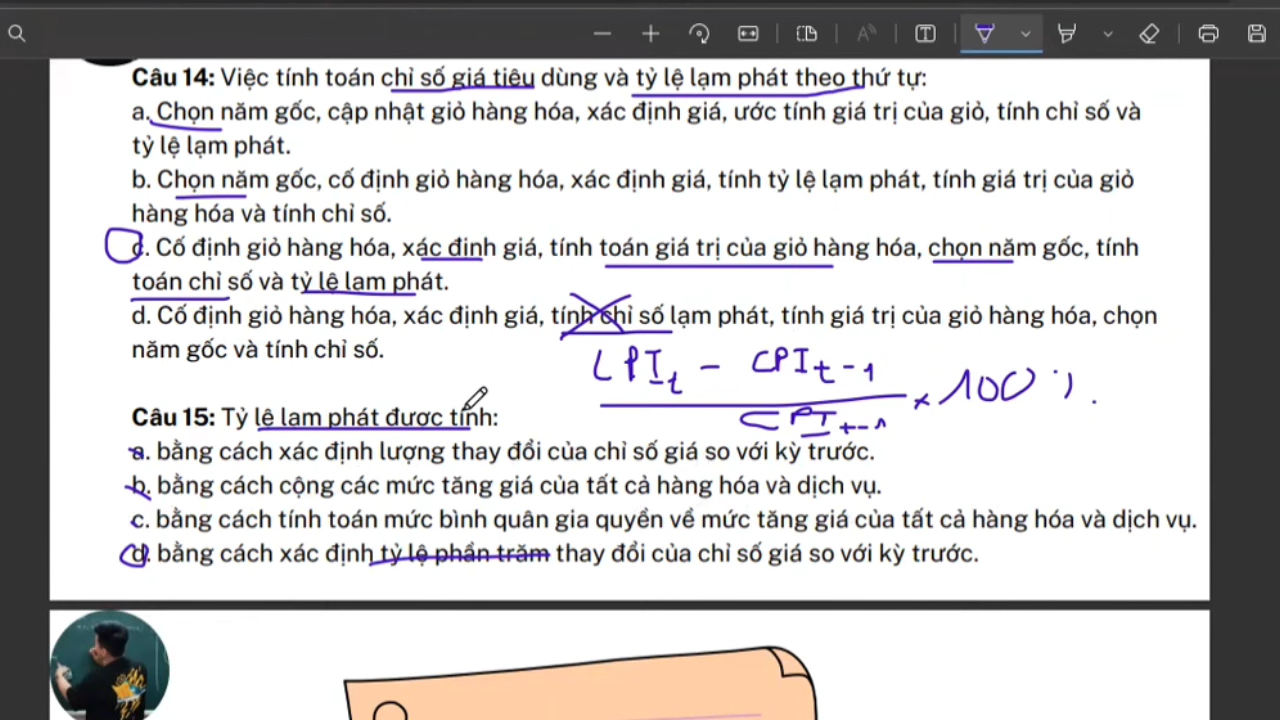 Câu 14: Việc tính toán chỉ số giá tiêu dùng và tỷ lệ lạm phát theo thứ tự:
a. Chọn năm gốc, cập nhật giỏ hàng hóa, xác định giá, ước tính giá trị của giỏ, tính chỉ số và
tỷ lệ lạm phát.
b. Chọn năm gốc, cố định giỏ hàng hóa, xác định giá, tính tỷ lệ lạm phát, tính giá trị của giỏ
hàng hóa và tính chỉ số.
c. Cố định giỏ hàng hóa, xác định giá, tính toán giá trị của giỏ hàng hóa, chọn năm gốc, tính
toán chỉ số và tỷ lệ lạm phát.
d. Cố định giỏ hàng hóa, xác định giá, tính chỉ số lạm phát, tính giá trị của giỏ hàng hóa, chọn
năm gốc và tính chỉ số.
CPI t - CPI t-1
CPI t-1 × 100%.
Câu 15: Tỷ lệ lạm phát được tính:
a. bằng cách xác định lượng thay đổi của chỉ số giá so với kỳ trước.
b. bằng cách cộng các mức tăng giá của tất cả hàng hóa và dịch vụ.
c. bằng cách tính toán mức bình quân gia quyền về mức tăng giá của tất cả hàng hóa và dịch vụ.
d. bằng cách xác định tỷ lệ phần trăm thay đổi của chỉ số giá so với kỳ trước.